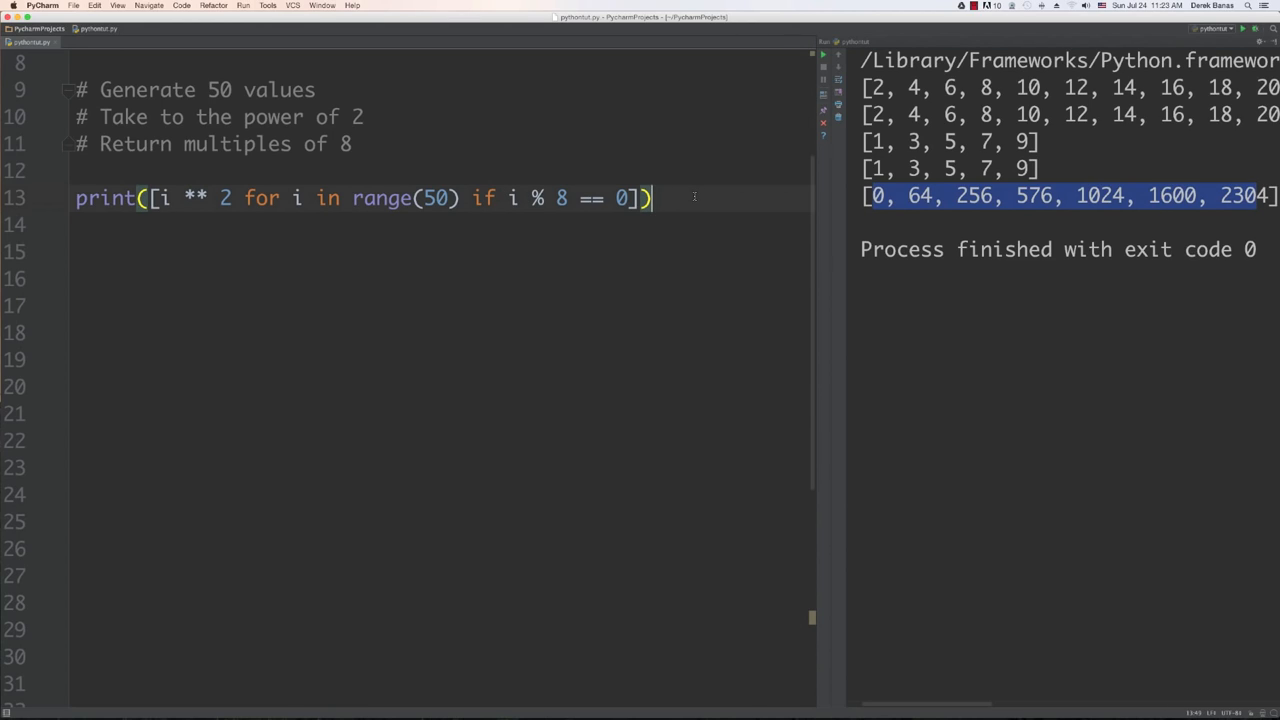 PyCharm File Edit View Navigate Code Refactor Run Tools VCS Window Help
10 Sun Jul 24 11:23 AM Derek Banas
pythontut.py - PycharmProjects - [~/PycharmProjects]
PycharmProjects pythontut.py pythontut
pythontut.py
Run: pythontut
8
9 # Generate 50 values
10 # Take to the power of 2
11 # Return multiples of 8
12
13 print([i ** 2 for i in range(50) if i % 8 == 0])
14
15
16
17
18
19
20
21
22
23
24
25
26
27
28
29
30
31
/Library/Frameworks/Python.framewor
[2, 4, 6, 8, 10, 12, 14, 16, 18, 20
[2, 4, 6, 8, 10, 12, 14, 16, 18, 20
[1, 3, 5, 7, 9]
[1, 3, 5, 7, 9]
[0, 64, 256, 576, 1024, 1600, 2304]
Process finished with exit code 0
13:49 LF≠ UTF-8≠